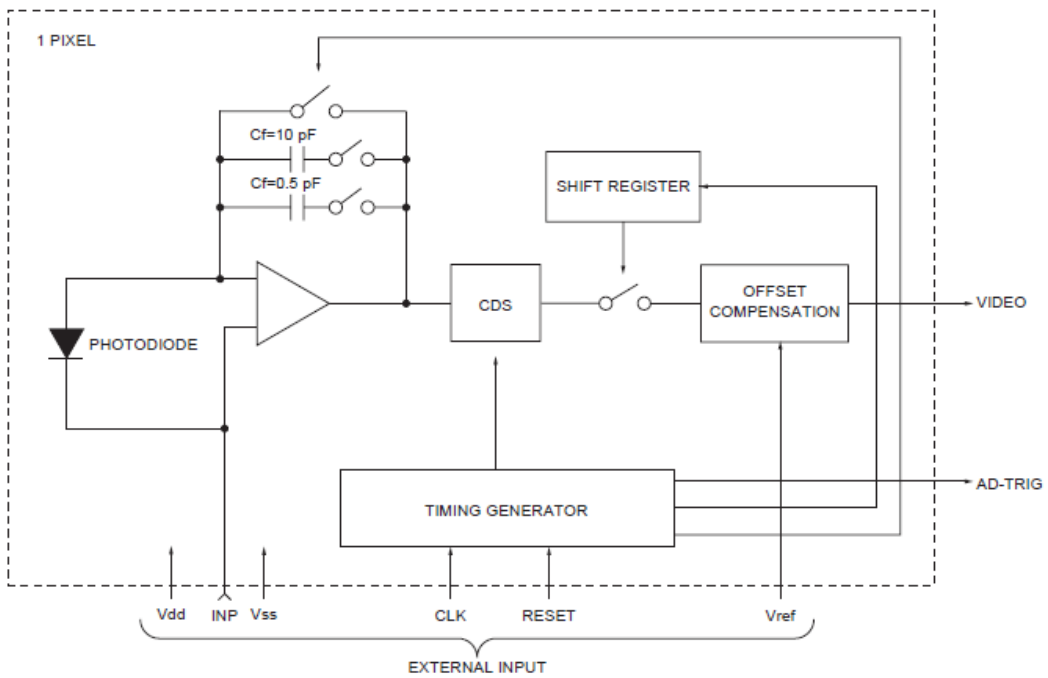 1 PIXEL
Cf=10 pF
Cf=0.5 pF
SHIFT REGISTER
PHOTODIODE
CDS
OFFSET
COMPENSATION
VIDEO
TIMING GENERATOR
AD-TRIG
Vdd
INP
Vss
CLK
RESET
Vref
EXTERNAL INPUT